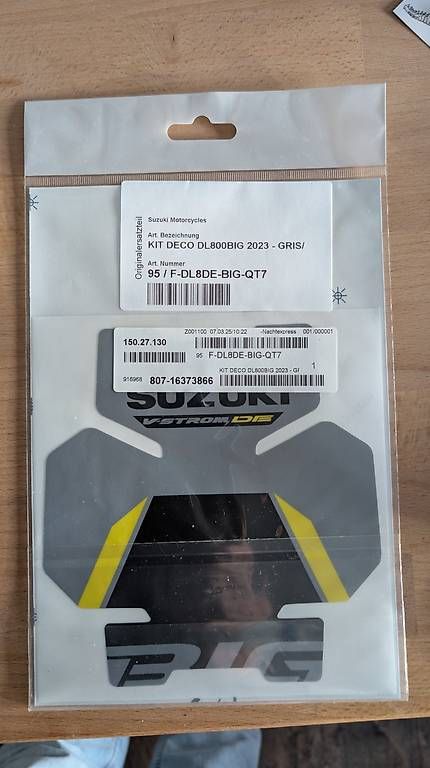 Originalersatzteil
Suzuki Motorcycles
Art. Bezeichnung
KIT DECO DL800BIG 2023 - GRIS/
Art. Nummer
95 / F-DL8DE-BIG-QT7
Z001100 07.03.25/10:22 -Nachtexpress 001/000001
150.27.130
95 F-DL8DE-BIG-QT7
KIT DECO DL800BIG 2023 - GF
1
916968 807-16373866
SUZUKI
V-STROM DE
BIG